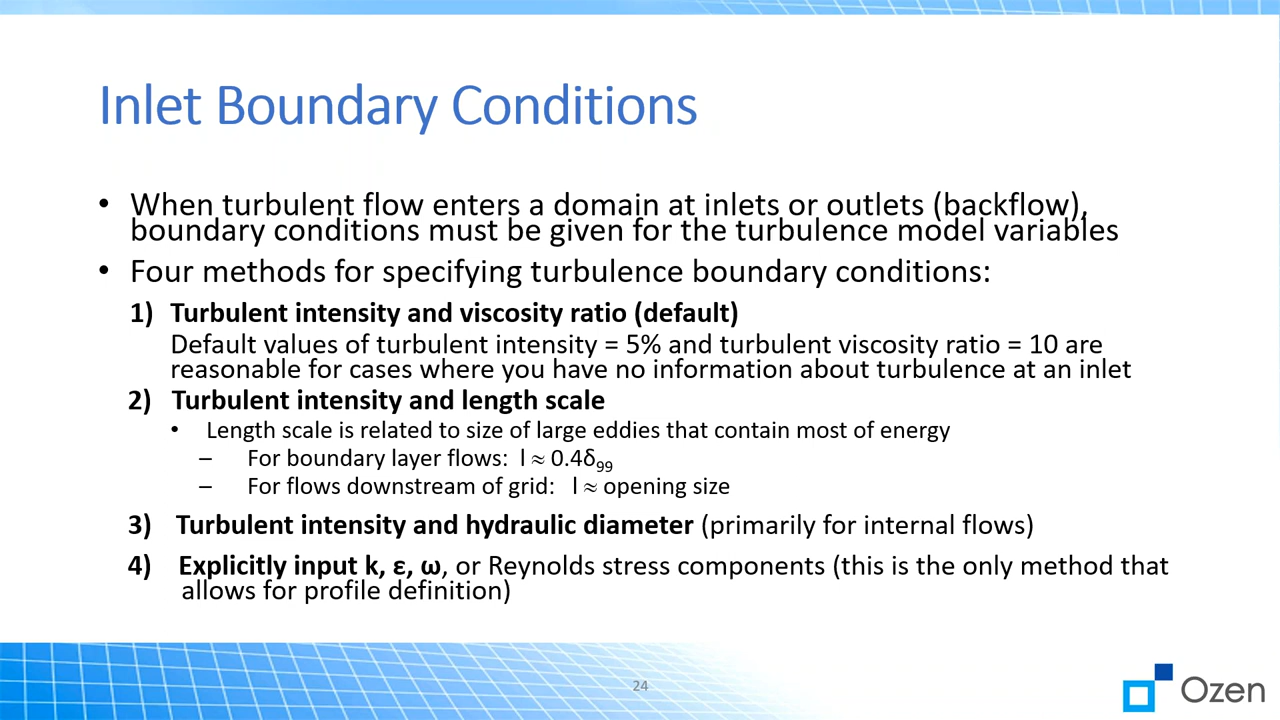 Inlet Boundary Conditions
• When turbulent flow enters a domain at inlets or outlets (backflow),
boundary conditions must be given for the turbulence model variables
• Four methods for specifying turbulence boundary conditions:
1) Turbulent intensity and viscosity ratio (default)
Default values of turbulent intensity = 5% and turbulent viscosity ratio = 10 are
reasonable for cases where you have no information about turbulence at an inlet
2) Turbulent intensity and length scale
• Length scale is related to size of large eddies that contain most of energy
– For boundary layer flows: l ≈ 0.4δ₉₉
– For flows downstream of grid: l ≈ opening size
3) Turbulent intensity and hydraulic diameter (primarily for internal flows)
4) Explicitly input k, ε, ω, or Reynolds stress components (this is the only method that
allows for profile definition)
24
Ozen